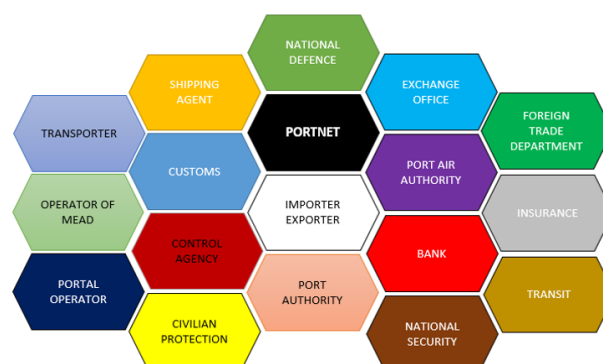 NATIONAL
DEFENCE
SHIPPING
AGENT
EXCHANGE
OFFICE
TRANSPORTER
PORTNET
FOREIGN
TRADE
DEPARTMENT
CUSTOMS
PORT AIR
AUTHORITY
OPERATOR OF
MEAD
IMPORTER
EXPORTER
INSURANCE
CONTROL
AGENCY
BANK
PORTAL
OPERATOR
PORT
AUTHORITY
TRANSIT
CIVILIAN
PROTECTION
NATIONAL
SECURITY